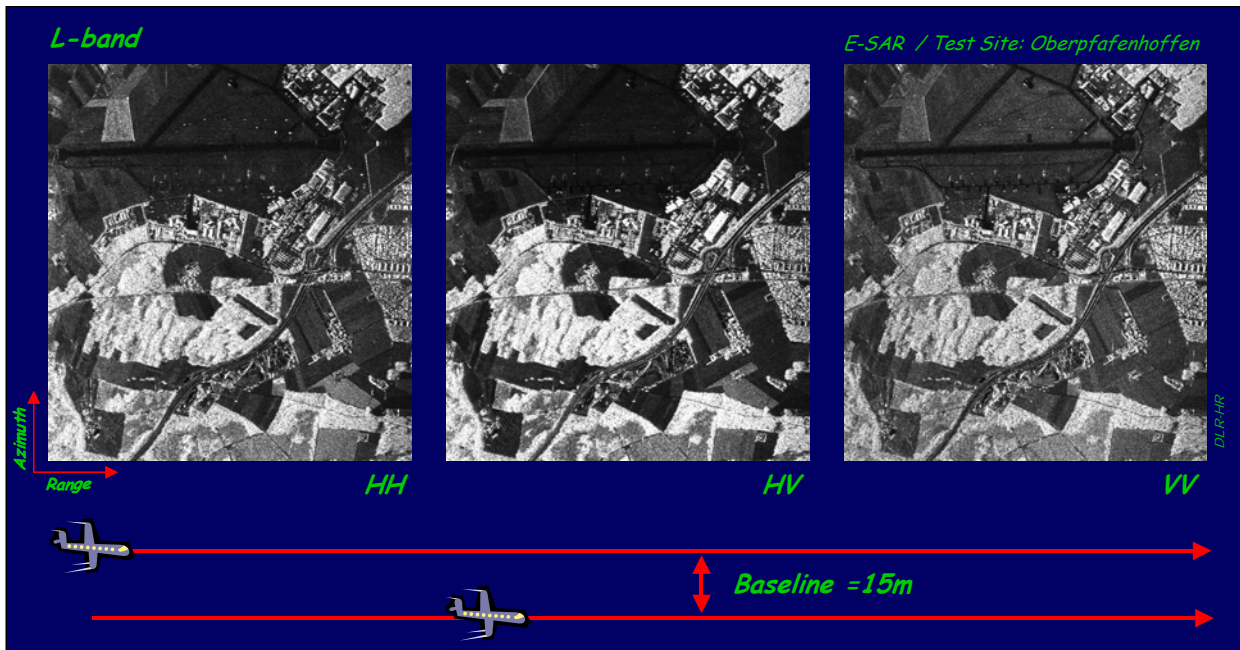 L-band
E-SAR / Test Site: Oberpfafenhoffen
Azimuth
Range
HH
HV
VV
DLR-HR
Baseline =15m